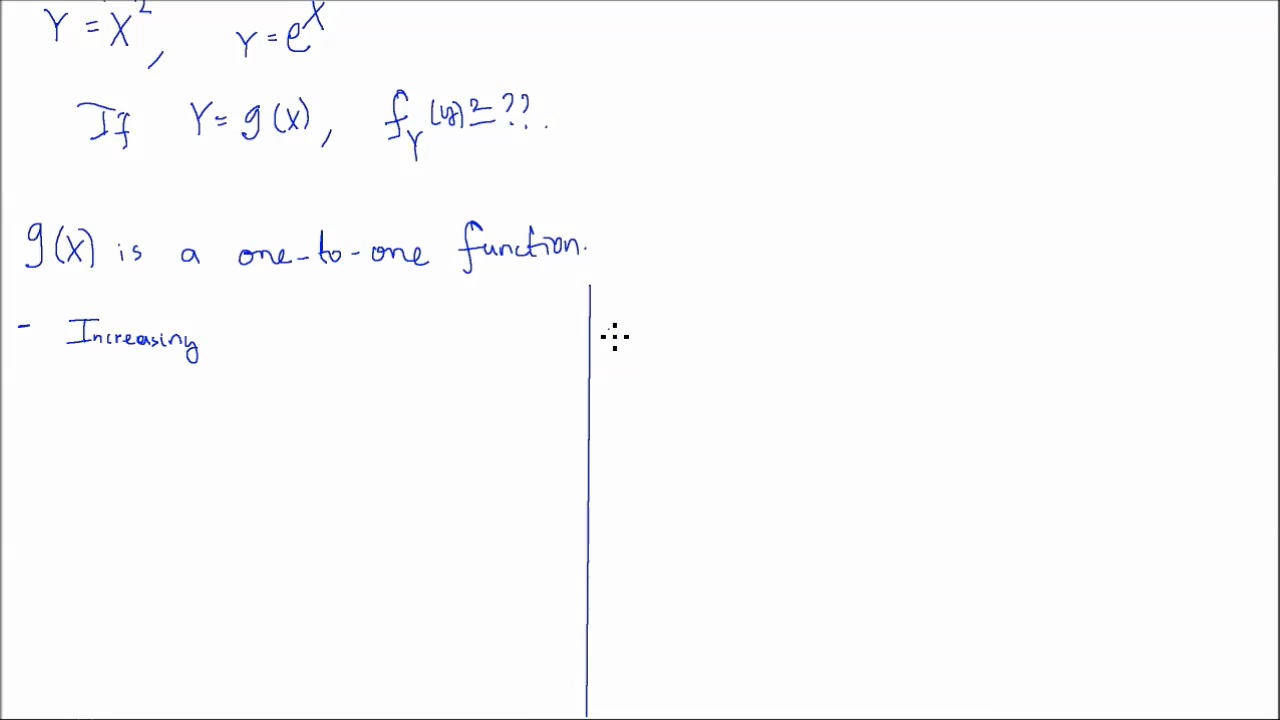 Y = X², Y = e^X
If Y = g(X), f_Y(y) = ??.
g(X) is a one-to-one function.
- Increasing